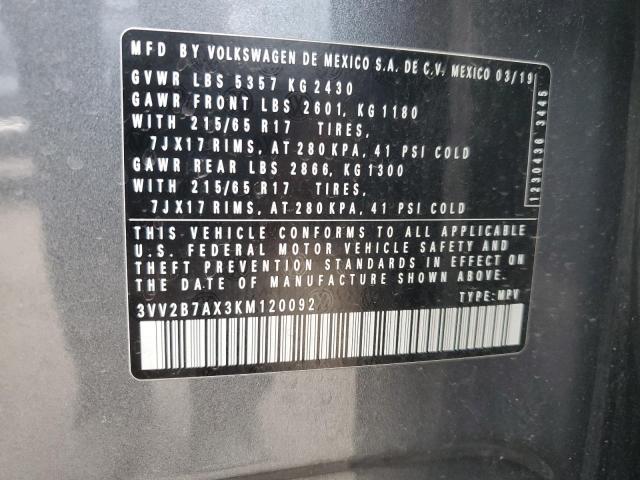 MFD BY VOLKSWAGEN DE MEXICO S.A. DE C.V. MEXICO 03/19
GVWR LBS 5357 KG 2430
GAWR FRONT LBS 2601, KG 1180
WITH 215/65 R17 TIRES,
7JX17 RIMS, AT 280 KPA, 41 PSI COLD
GAWR REAR LBS 2866, KG 1300
WITH 215/65 R17 TIRES,
7JX17 RIMS, AT 280 KPA, 41 PSI COLD
THIS VEHICLE CONFORMS TO ALL APPLICABLE
U.S. FEDERAL MOTOR VEHICLE SAFETY AND
THEFT PREVENTION STANDARDS IN EFFECT ON
THE DATE OF MANUFACTURE SHOWN ABOVE.
3VV2B7AX3KM120092 TYPE: MPV
1230436 3445